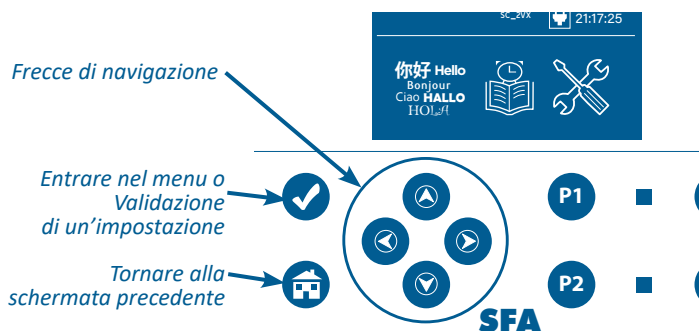 SC_2VX 21:17:25
Frecce di navigazione
你好 Hello
Bonjour
Ciao HALLO
HOLA
Entrare nel menu o
Validazione
di un'impostazione
P1
Tornare alla
schermata precedente
P2
SFA